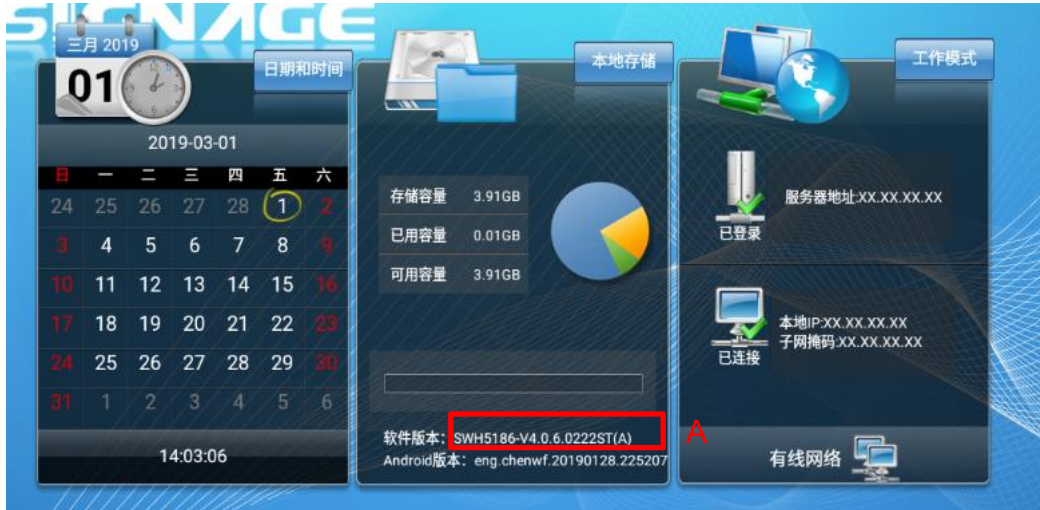 SIGNAGE
三月 2019
01
日期和时间
2019-03-01
日 一 二 三 四 五 六
24 25 26 27 28 1 2
3 4 5 6 7 8 9
10 11 12 13 14 15 16
17 18 19 20 21 22 23
24 25 26 27 28 29 30
31 1 2 3 4 5 6
14:03:06
本地存储
存储容量 3.91GB
已用容量 0.01GB
可用容量 3.91GB
软件版本：SWH5186-V4.0.6.0222ST(A)
A
Android版本：eng.chenwf.20190128.225207
工作模式
服务器地址:XX.XX.XX.XX
已登录
本地IP:XX.XX.XX.XX
子网掩码:XX.XX.XX.XX
已连接
有线网络